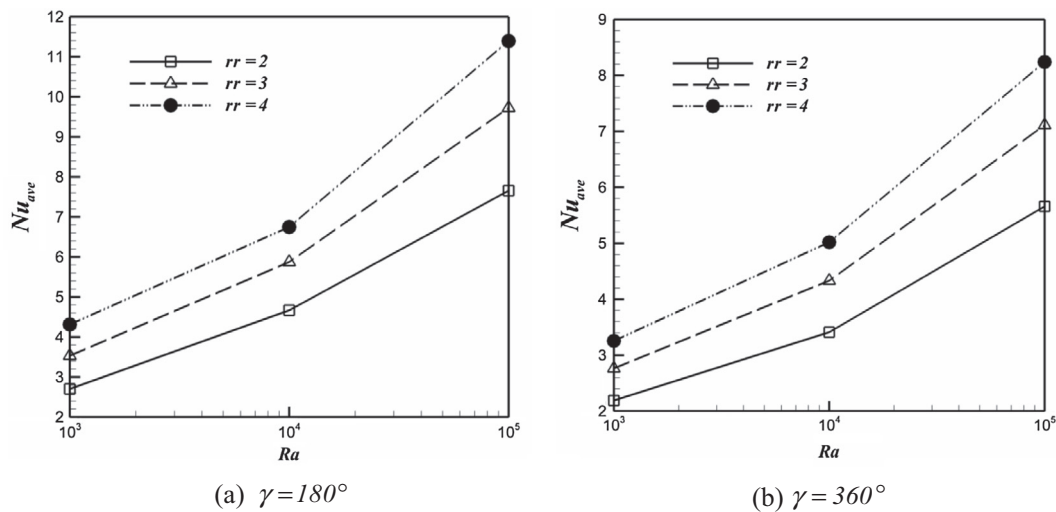 12
11
10
9
8
7
6
5
4
3
2
Nu_ave
rr = 2
rr = 3
rr = 4
10³ 10⁴ 10⁵
Ra
(a) γ = 180°
9
8
7
6
5
4
3
2
Nu_ave
rr = 2
rr = 3
rr = 4
10³ 10⁴ 10⁵
Ra
(b) γ = 360°